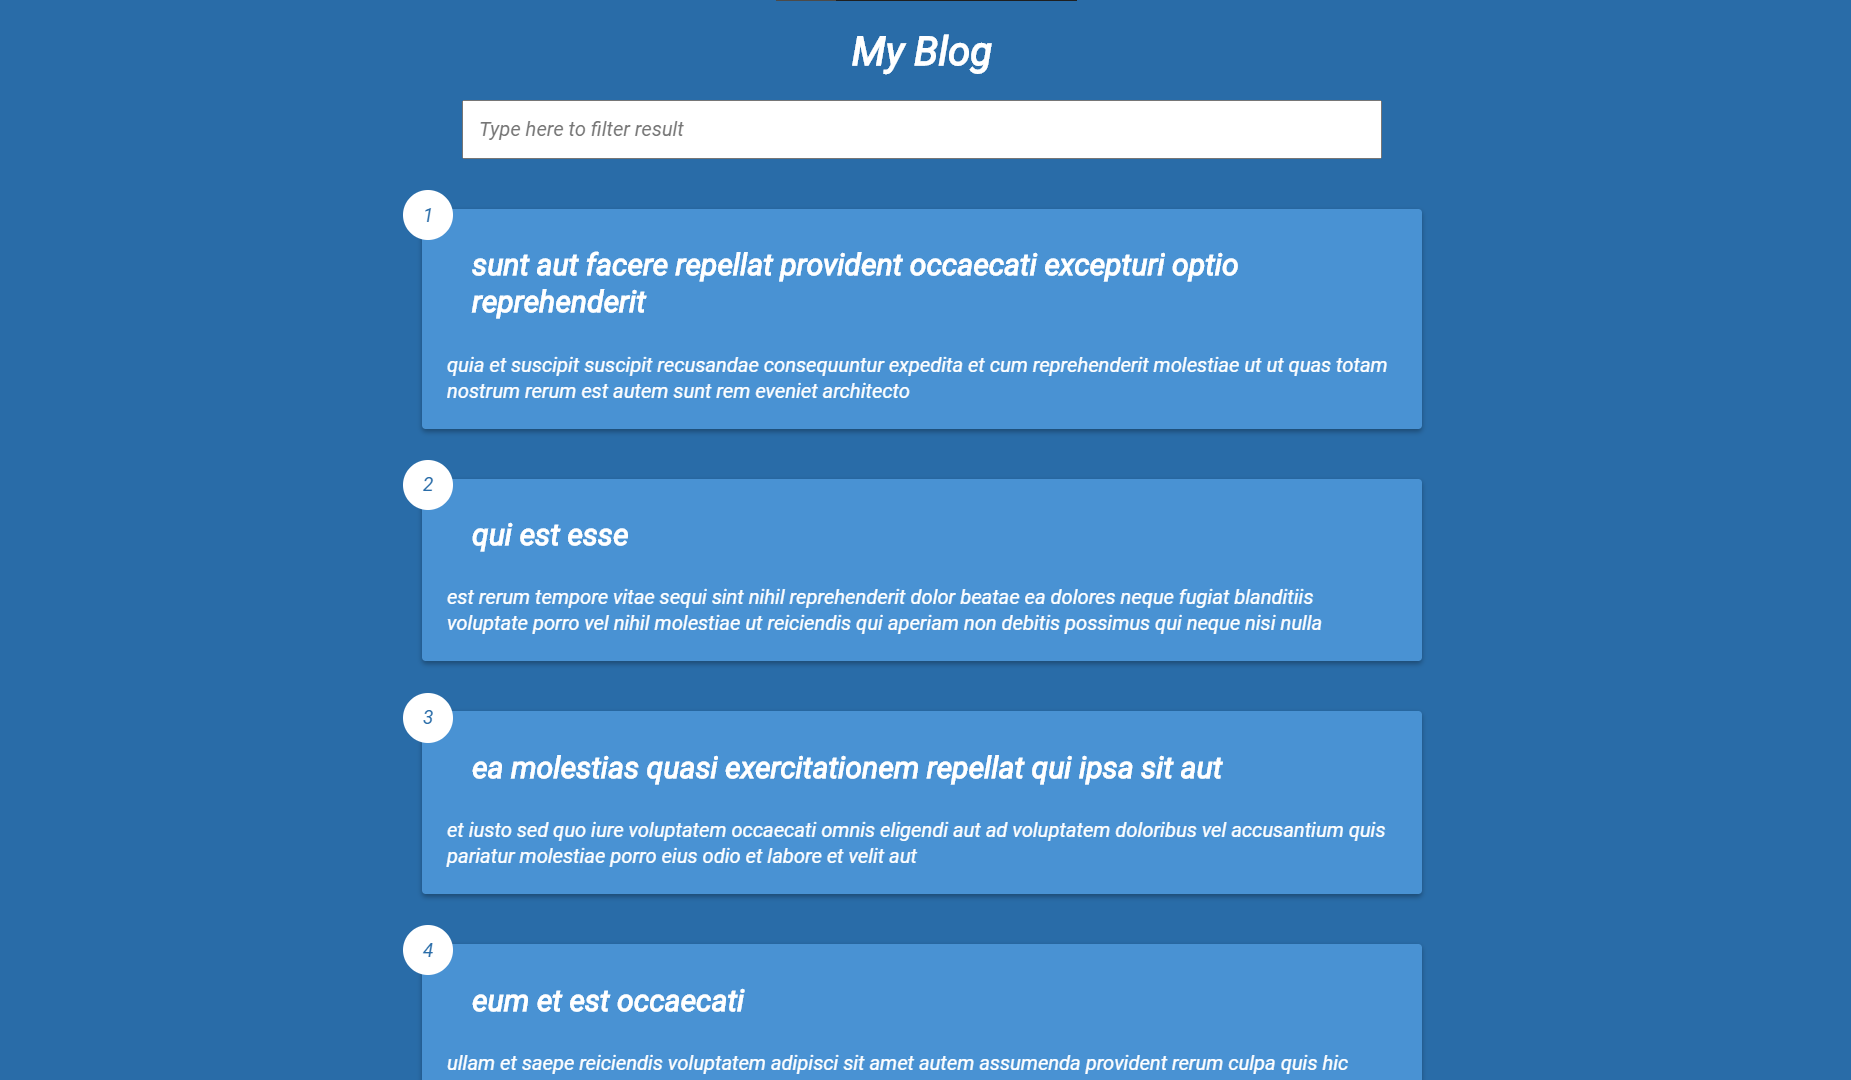 My Blog
Type here to filter result
1
sunt aut facere repellat provident occaecati excepturi optio
reprehenderit
quia et suscipit suscipit recusandae consequuntur expedita et cum reprehenderit molestiae ut ut quas totam
nostrum rerum est autem sunt rem eveniet architecto
2
qui est esse
est rerum tempore vitae sequi sint nihil reprehenderit dolor beatae ea dolores neque fugiat blanditiis
voluptate porro vel nihil molestiae ut reiciendis qui aperiam non debitis possimus qui neque nisi nulla
3
ea molestias quasi exercitationem repellat qui ipsa sit aut
et iusto sed quo iure voluptatem occaecati omnis eligendi aut ad voluptatem doloribus vel accusantium quis
pariatur molestiae porro eius odio et labore et velit aut
4
eum et est occaecati
ullam et saepe reiciendis voluptatem adipisci sit amet autem assumenda provident rerum culpa quis hic